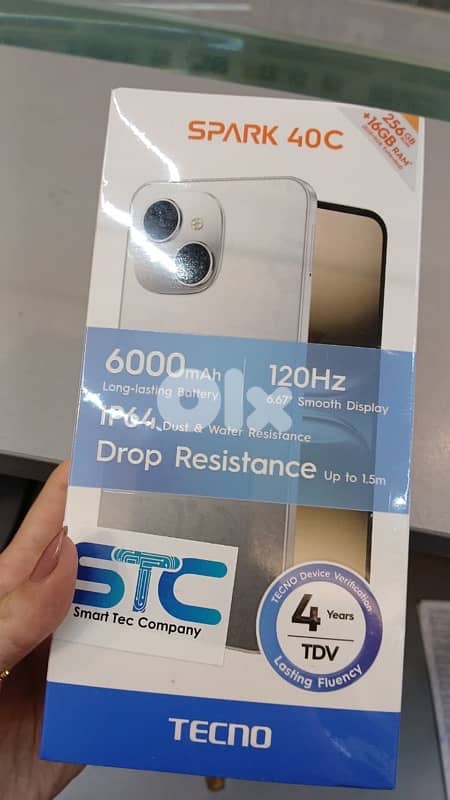 SPARK 40C
256GB
+16GB RAM*
6000mAh
Long-lasting Battery
120Hz
6.67" Smooth Display
olx
IP64 Dust & Water Resistance
Drop Resistance Up to 1.5m
STC
Smart Tec Company
TECNO Device Verification
4 Years
TDV
Lasting Fluency
TECNO